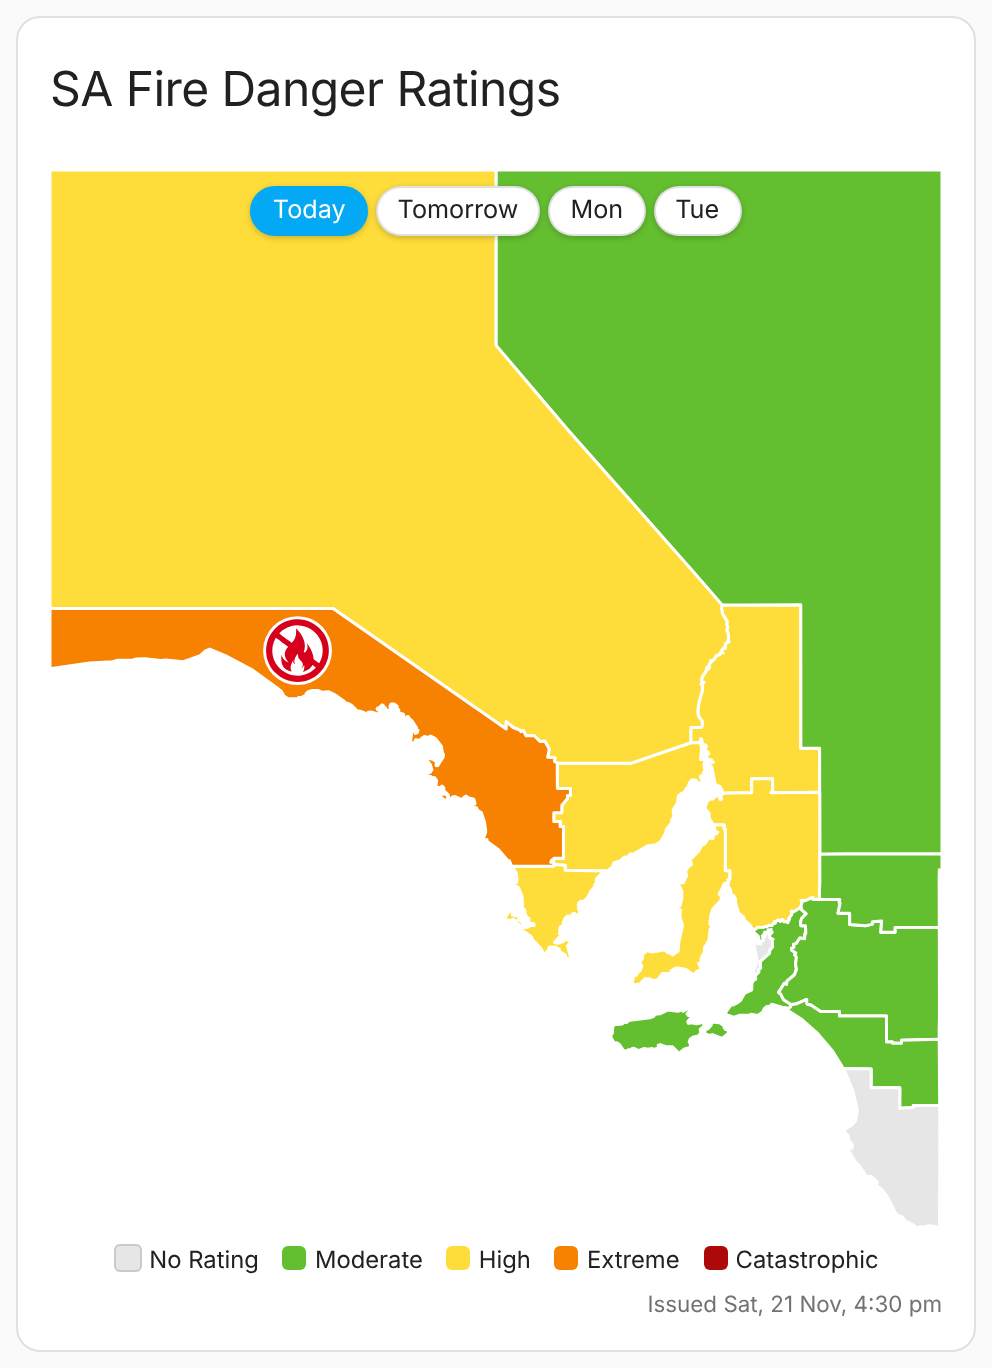 SA Fire Danger Ratings
Today Tomorrow Mon Tue
No Rating Moderate High Extreme Catastrophic
Issued Sat, 21 Nov, 4:30 pm